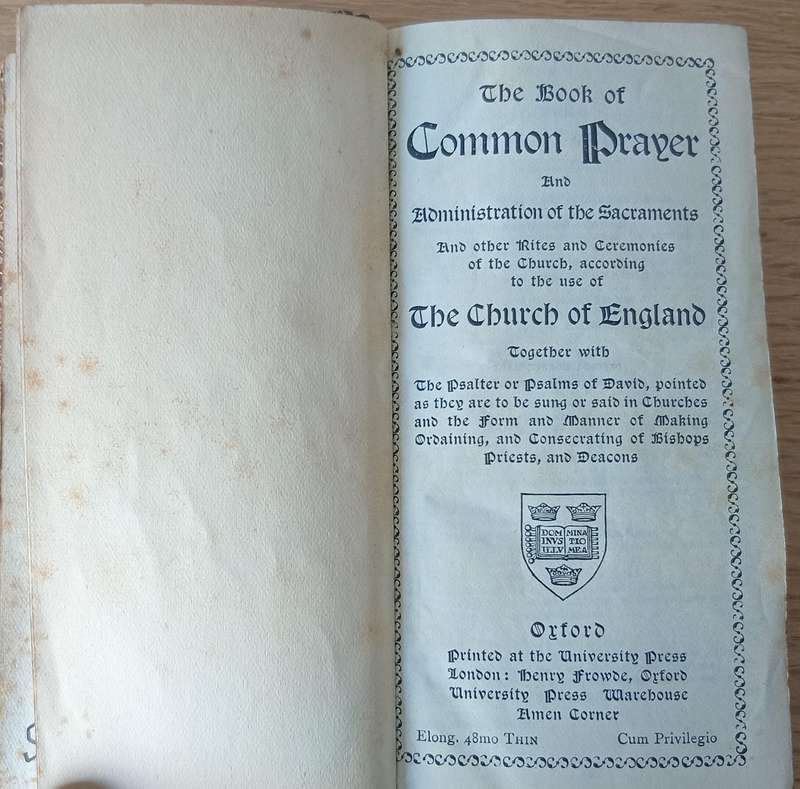 The Book of
Common Prayer
And
Administration of the Sacraments
And other Rites and Ceremonies
of the Church, according
to the use of
The Church of England
Together with
The Psalter or Psalms of David, pointed
as they are to be sung or said in Churches
and the Form and Manner of Making
Ordaining, and Consecrating of Bishops
Priests, and Deacons
DOM MINA
INVS TIO
ILLV MEA
Oxford
Printed at the University Press
London: Henry Frowde, Oxford
University Press Warehouse
Amen Corner
Elong. 48mo THIN Cum Privilegio